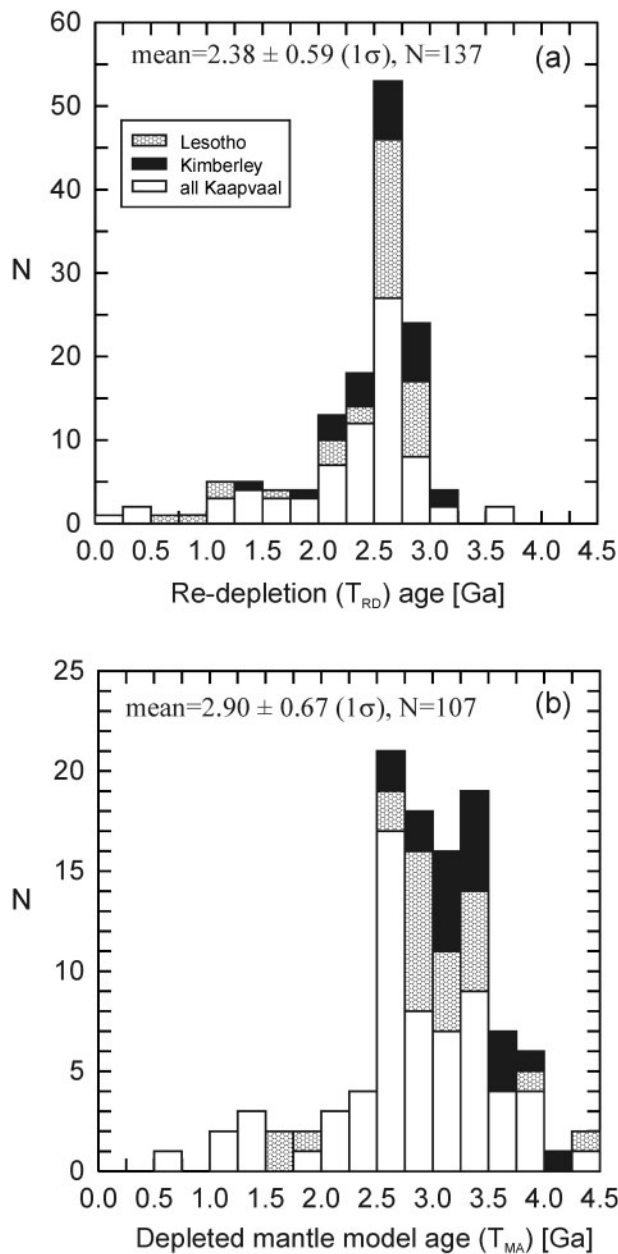 60
mean=2.38 ± 0.59 (1σ), N=137
(a)
50
Lesotho
Kimberley
all Kaapvaal
40
30
N
20
10
0
0.0 0.5 1.0 1.5 2.0 2.5 3.0 3.5 4.0 4.5
Re-depletion (TRD) age [Ga]
25
mean=2.90 ± 0.67 (1σ), N=107
(b)
20
15
N
10
5
0
0.0 0.5 1.0 1.5 2.0 2.5 3.0 3.5 4.0 4.5
Depleted mantle model age (TMA) [Ga]